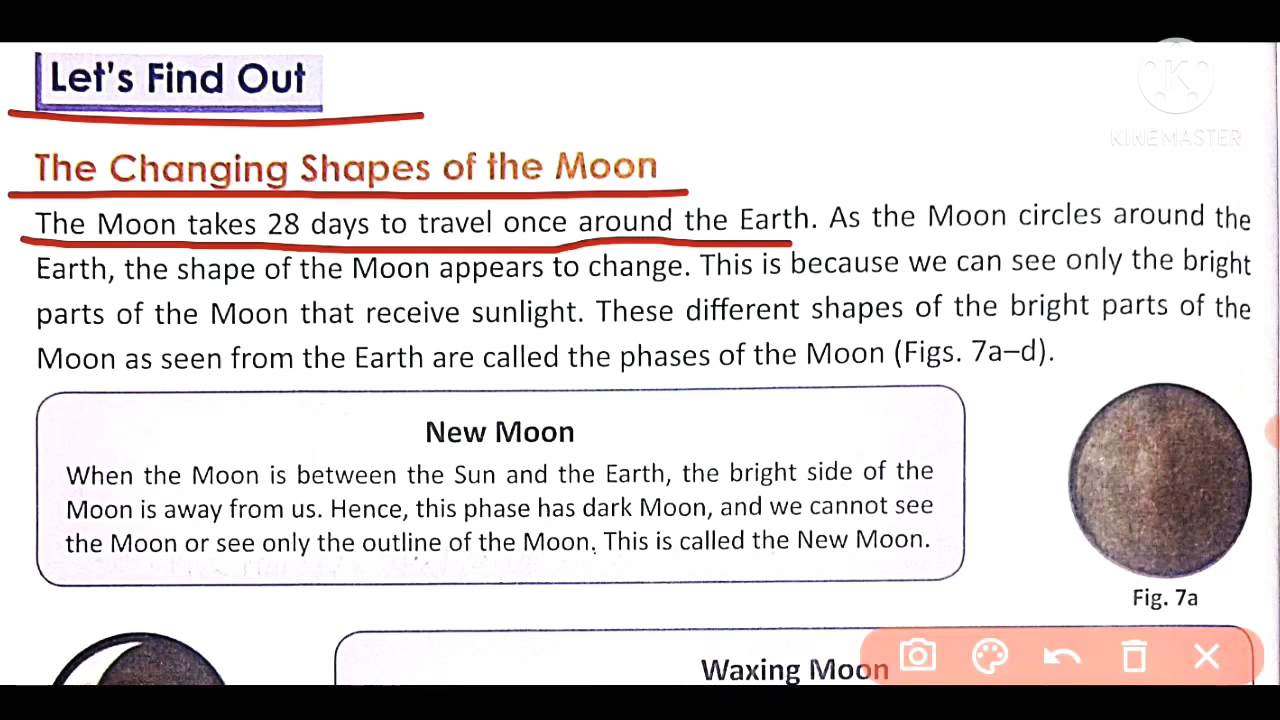 Let's Find Out
KINEMASTER
The Changing Shapes of the Moon
The Moon takes 28 days to travel once around the Earth. As the Moon circles around the
Earth, the shape of the Moon appears to change. This is because we can see only the bright
parts of the Moon that receive sunlight. These different shapes of the bright parts of the
Moon as seen from the Earth are called the phases of the Moon (Figs. 7a–d).
New Moon
When the Moon is between the Sun and the Earth, the bright side of the
Moon is away from us. Hence, this phase has dark Moon, and we cannot see
the Moon or see only the outline of the Moon. This is called the New Moon.
Fig. 7a
Waxing Moon